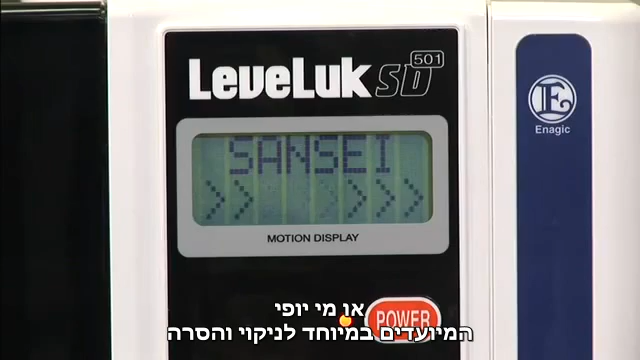 LeveLuk SD 501
Enagic
SANSEI
MOTION DISPLAY
או מי יופי
POWER
המיועדים במיוחד לניקוי והסרה